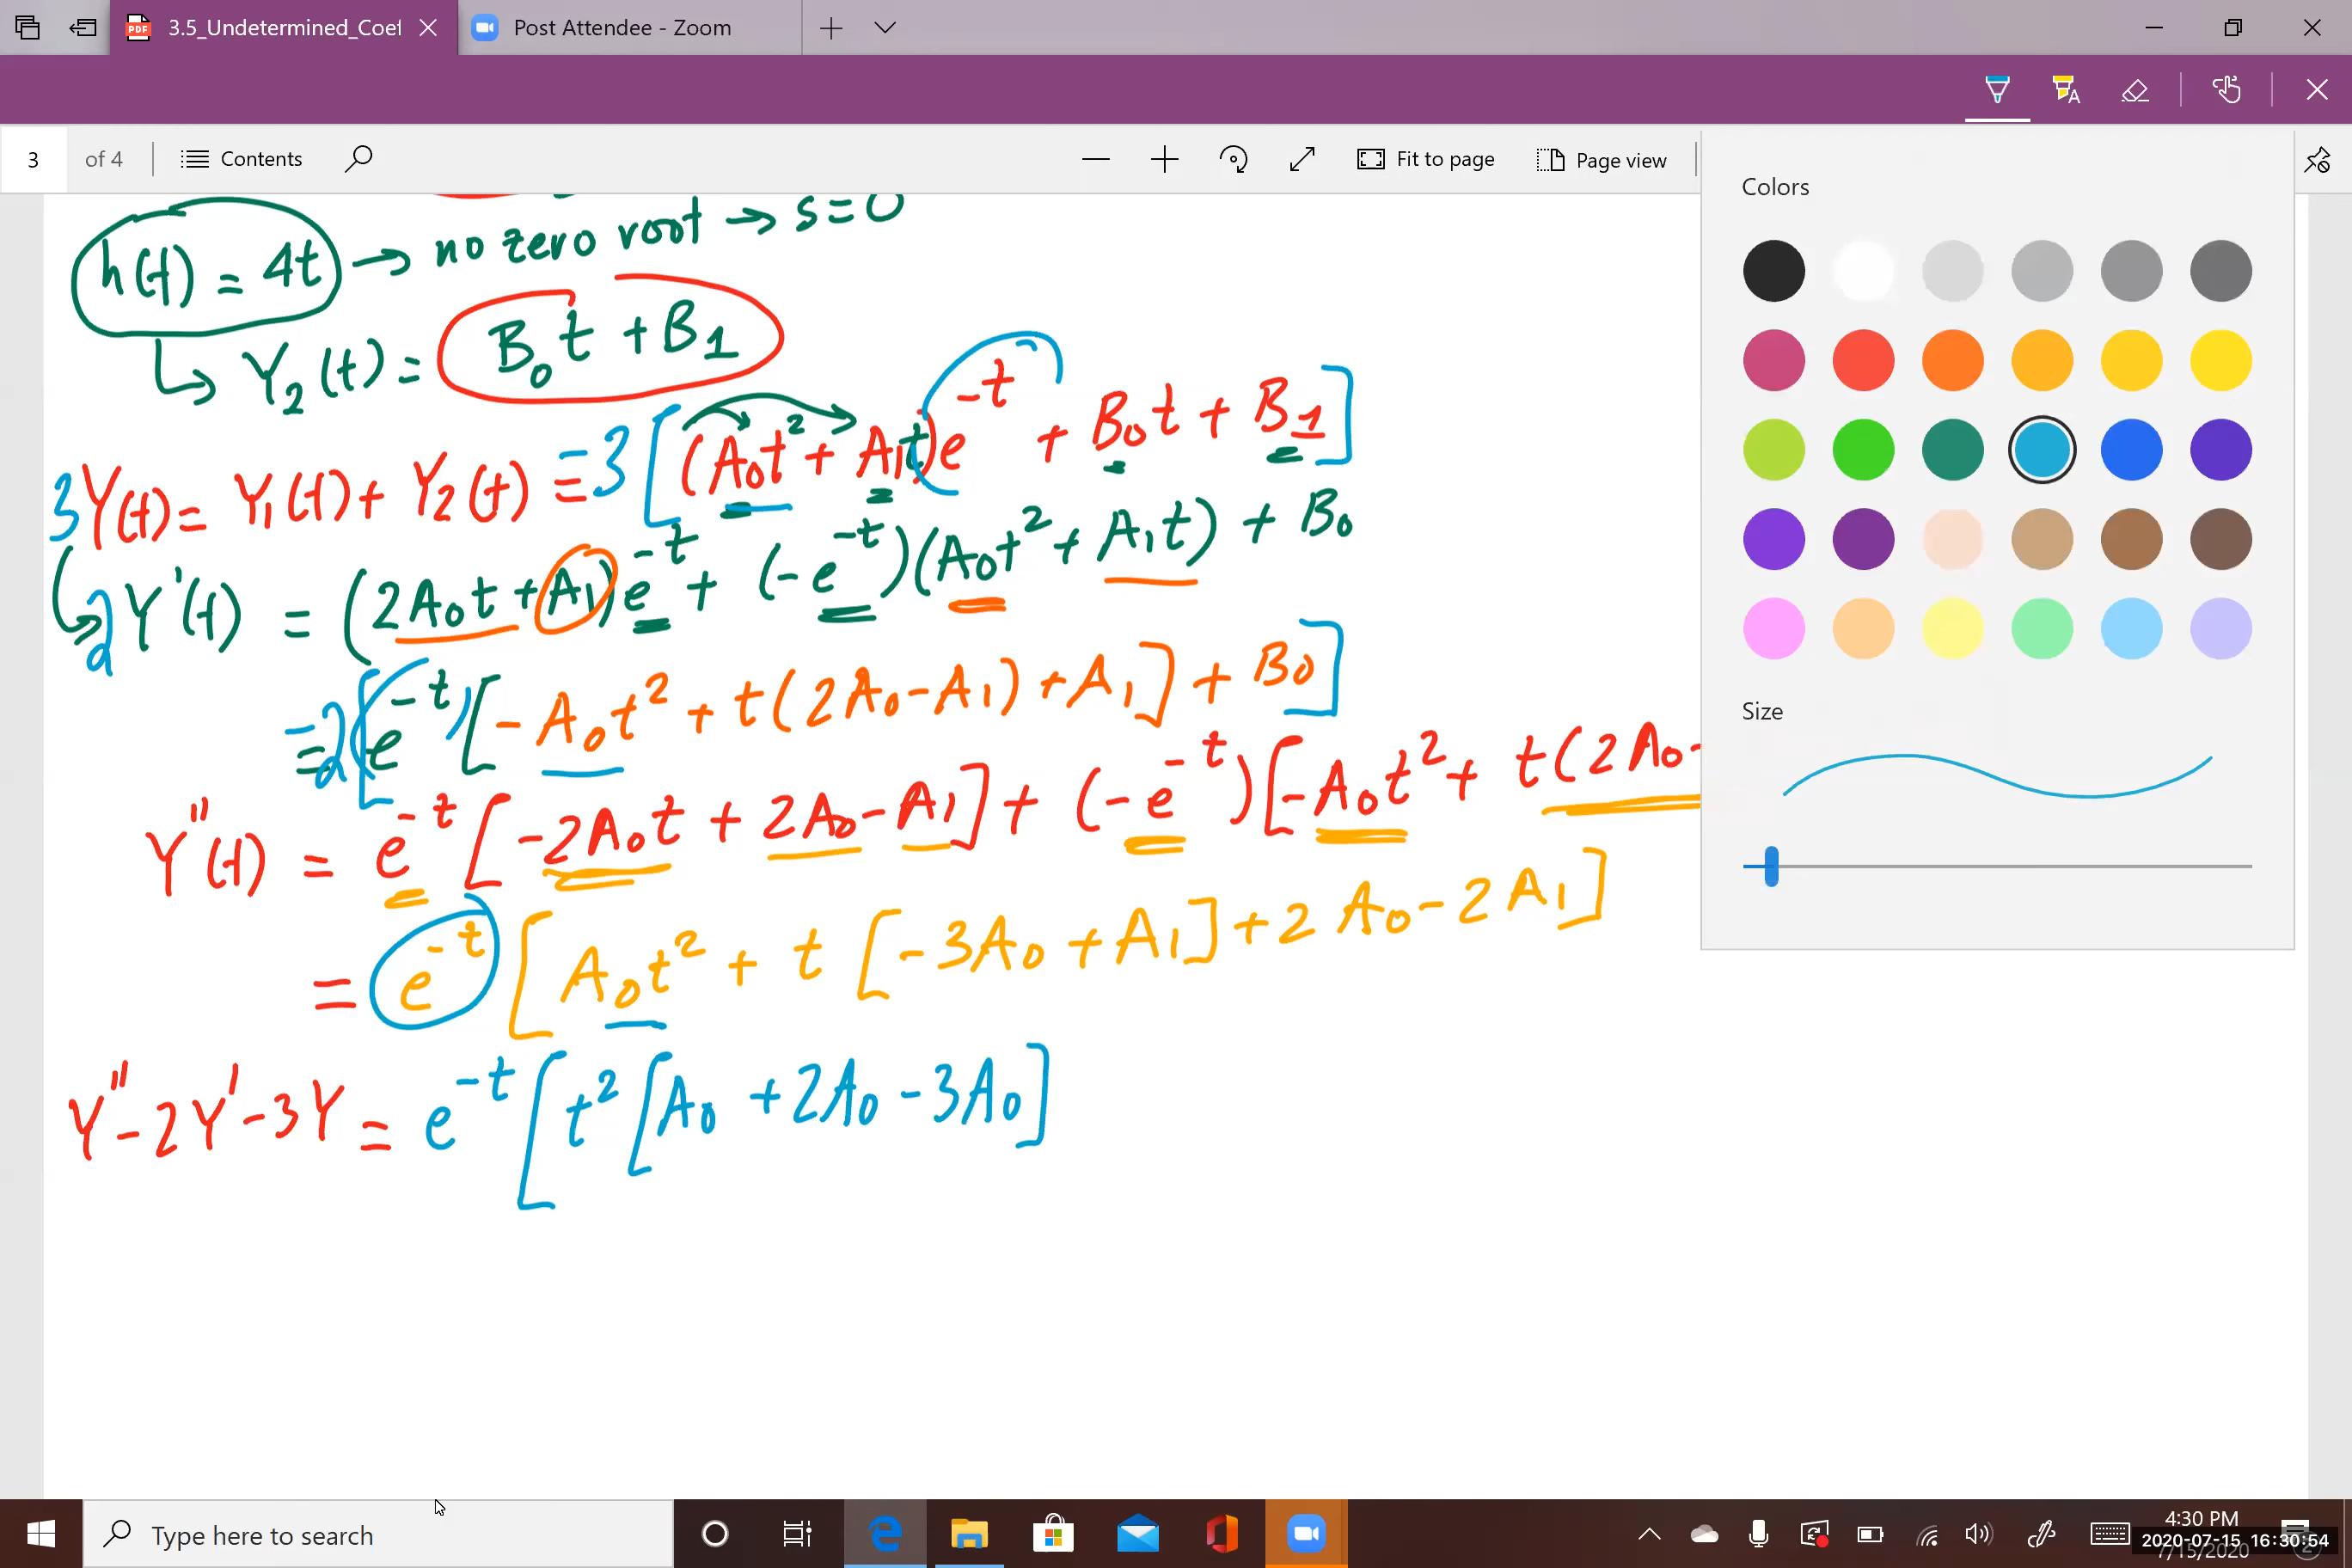 3.5_Undetermined_Coef
Post Attendee - Zoom
3 of 4 Contents Fit to page Page view
h(t) = 4t → no zero root → s=0
Y₂(t) = B₀t + B₁
3Y(t) = Y₁(t) + Y₂(t) = 3[(A₀t² + A₁t)e^-t + B₀t + B₁]
2Y'(t) = (2A₀t + A₁)e^-t + (-e^-t)(A₀t² + A₁t) + B₀
=2[(e^-t)[-A₀t² + t(2A₀-A₁) + A₁] + B₀]
Y''(t) = e^-t[-2A₀t + 2A₀ - A₁] + (-e^-t)[-A₀t² + t(2A₀-
= e^-t[A₀t² + t[-3A₀ + A₁] + 2A₀ - 2A₁]
Y''-2Y'-3Y = e^-t[t²[A₀ + 2A₀ - 3A₀]
Colors
Size
Type here to search
4:30 PM
2020-07-15 16:30:54